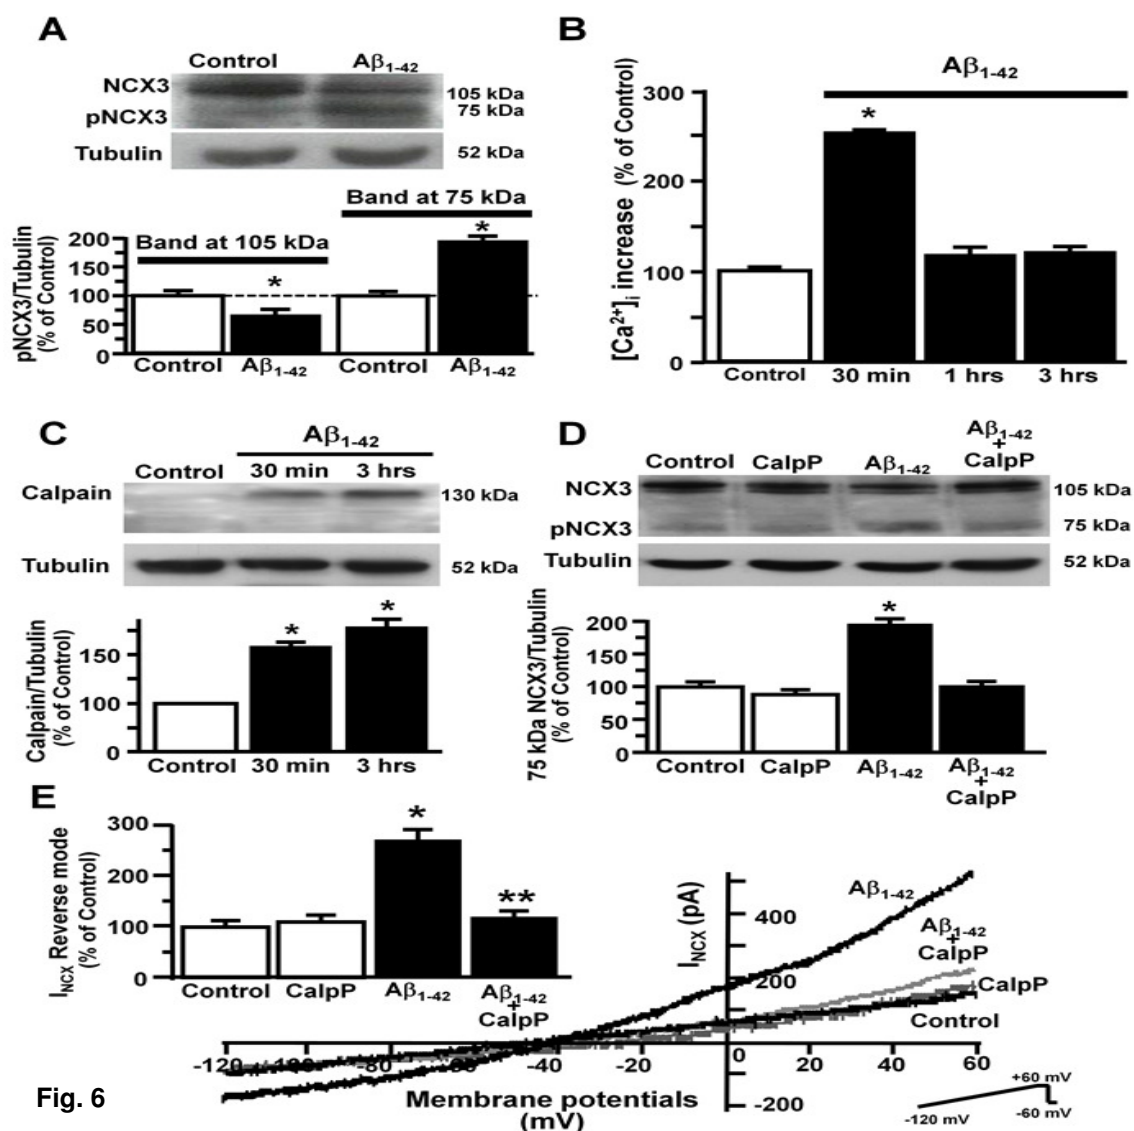 A
Control Aβ1-42
NCX3
105 kDa
pNCX3
75 kDa
Tubulin
52 kDa
Band at 75 kDa
Band at 105 kDa
*
*
pNCX3/Tubulin
(% of Control)
200
150
100
50
0
Control Aβ1-42 Control Aβ1-42
B
Aβ1-42
*
[Ca2+]i increase (% of Control)
300
200
100
0
Control 30 min 1 hrs 3 hrs
C
Aβ1-42
Control 30 min 3 hrs
Calpain
130 kDa
Tubulin
52 kDa
*
*
Calpain/Tubulin
(% of Control)
150
100
0
Control 30 min 3 hrs
D
Control CalpP Aβ1-42 Aβ1-42
+
CalpP
NCX3
105 kDa
pNCX3
75 kDa
Tubulin
52 kDa
*
75 kDa NCX3/Tubulin
(% of Control)
200
150
100
50
0
Control CalpP Aβ1-42 Aβ1-42
+
CalpP
E
*
**
INCX Reverse mode
(% of Control)
300
200
100
0
Control CalpP Aβ1-42 Aβ1-42
+
CalpP
INCX (pA)
400
200
0
-200
Aβ1-42
Aβ1-42
+
CalpP
CalpP
Control
-120 -100 -80 -60 -40 -20 20 40 60
Membrane potentials
(mV)
+60 mV
-120 mV
-60 mV
Fig. 6